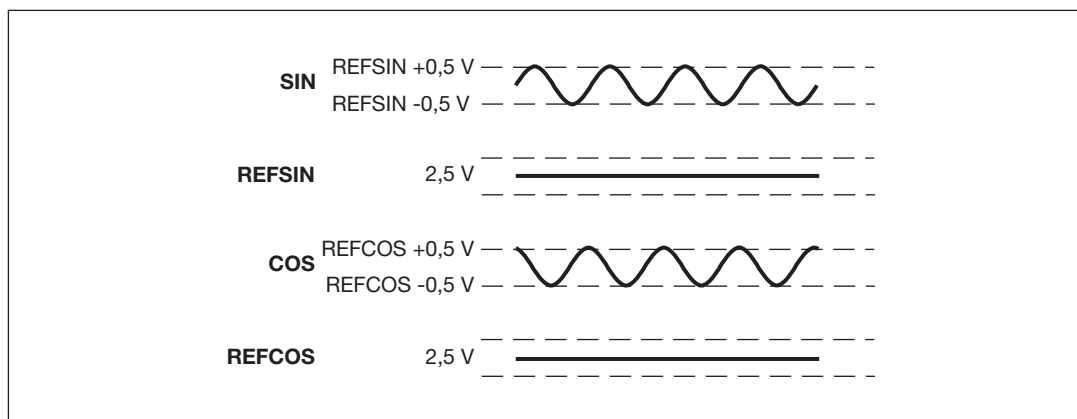 SIN
REFSIN +0,5 V
REFSIN -0,5 V
REFSIN 2,5 V
COS
REFCOS +0,5 V
REFCOS -0,5 V
REFCOS 2,5 V